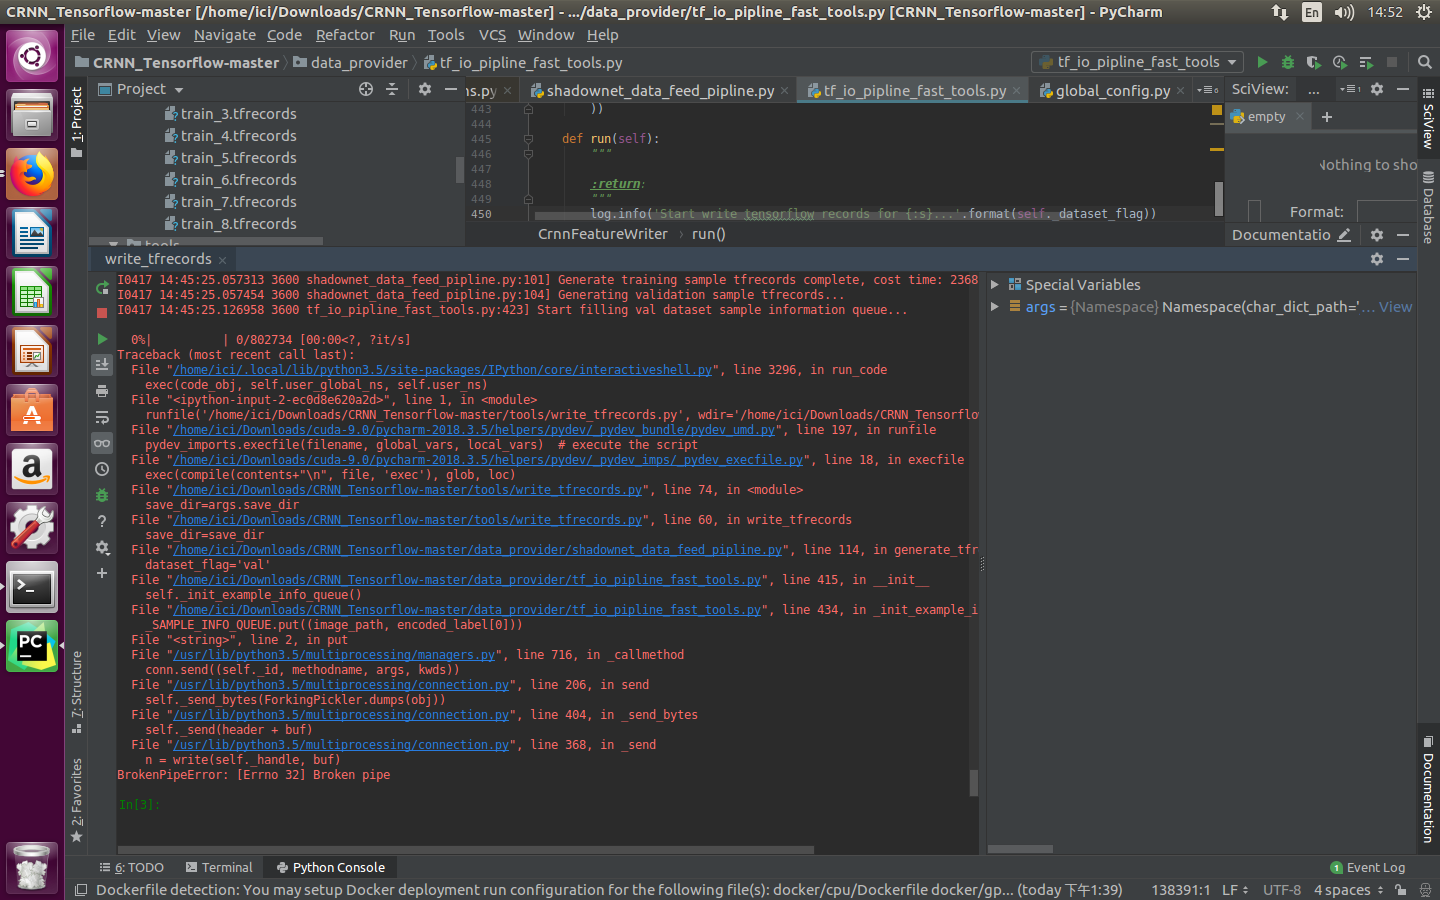 CRNN_Tensorflow-master [/home/ici/Downloads/CRNN_Tensorflow-master] - .../data_provider/tf_io_pipline_fast_tools.py [CRNN_Tensorflow-master] - PyCharm
En
14:52
File Edit View Navigate Code Refactor Run Tools VCS Window Help
CRNN_Tensorflow-master
data_provider
tf_io_pipline_fast_tools.py
tf_io_pipline_fast_tools
1: Project
Project
train_3.tfrecords
train_4.tfrecords
train_5.tfrecords
train_6.tfrecords
train_7.tfrecords
train_8.tfrecords
tools
ns.py
shadownet_data_feed_pipline.py
tf_io_pipline_fast_tools.py
global_config.py
443 ))
444
445 def run(self):
446 """
447
448 :return:
449 """
450 log.info('Start write tensorflow records for {:s}...'.format(self._dataset_flag))
CrnnFeatureWriter
run()
SciView: ...
empty
Nothing to sho
Format:
Documentatio
SciView
Database
write_tfrecords
I0417 14:45:25.057313 3600 shadownet_data_feed_pipline.py:101] Generate training sample tfrecords complete, cost time: 2368
I0417 14:45:25.057454 3600 shadownet_data_feed_pipline.py:104] Generating validation sample tfrecords...
I0417 14:45:25.126958 3600 tf_io_pipline_fast_tools.py:423] Start filling val dataset sample information queue...
0%| | 0/802734 [00:00<?, ?it/s]
Traceback (most recent call last):
File "/home/ici/.local/lib/python3.5/site-packages/IPython/core/interactiveshell.py", line 3296, in run_code
exec(code_obj, self.user_global_ns, self.user_ns)
File "<ipython-input-2-ec0d8e620a2d>", line 1, in <module>
runfile('/home/ici/Downloads/CRNN_Tensorflow-master/tools/write_tfrecords.py', wdir='/home/ici/Downloads/CRNN_Tensorflow
File "/home/ici/Downloads/cuda-9.0/pycharm-2018.3.5/helpers/pydev/_pydev_bundle/pydev_umd.py", line 197, in runfile
pydev_imports.execfile(filename, global_vars, local_vars)  # execute the script
File "/home/ici/Downloads/cuda-9.0/pycharm-2018.3.5/helpers/pydev/_pydev_imps/_pydev_execfile.py", line 18, in execfile
exec(compile(contents+"\n", file, 'exec'), glob, loc)
File "/home/ici/Downloads/CRNN_Tensorflow-master/tools/write_tfrecords.py", line 74, in <module>
save_dir=args.save_dir
File "/home/ici/Downloads/CRNN_Tensorflow-master/tools/write_tfrecords.py", line 60, in write_tfrecords
save_dir=save_dir
File "/home/ici/Downloads/CRNN_Tensorflow-master/data_provider/shadownet_data_feed_pipline.py", line 114, in generate_tfr
dataset_flag='val'
File "/home/ici/Downloads/CRNN_Tensorflow-master/data_provider/tf_io_pipline_fast_tools.py", line 415, in __init__
self._init_example_info_queue()
File "/home/ici/Downloads/CRNN_Tensorflow-master/data_provider/tf_io_pipline_fast_tools.py", line 434, in _init_example_i
_SAMPLE_INFO_QUEUE.put((image_path, encoded_label[0]))
File "<string>", line 2, in put
File "/usr/lib/python3.5/multiprocessing/managers.py", line 716, in _callmethod
conn.send((self._id, methodname, args, kwds))
File "/usr/lib/python3.5/multiprocessing/connection.py", line 206, in send
self._send_bytes(ForkingPickler.dumps(obj))
File "/usr/lib/python3.5/multiprocessing/connection.py", line 404, in _send_bytes
self._send(header + buf)
File "/usr/lib/python3.5/multiprocessing/connection.py", line 368, in _send
n = write(self._handle, buf)
BrokenPipeError: [Errno 32] Broken pipe
In[3]:
Special Variables
args = {Namespace} Namespace(char_dict_path='... View
7: Structure
2: Favorites
Documentation
6: TODO
Terminal
Python Console
1 Event Log
Dockerfile detection: You may setup Docker deployment run configuration for the following file(s): docker/cpu/Dockerfile docker/gp... (today 下午1:39)
138391:1 LF UTF-8 4 spaces